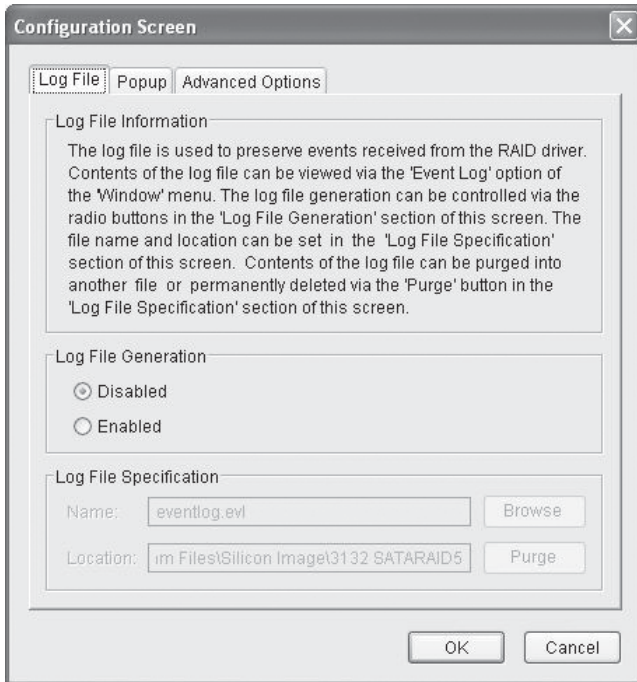 Configuration Screen
Log File Popup Advanced Options
Log File Information
The log file is used to preserve events received from the RAID driver.
Contents of the log file can be viewed via the 'Event Log' option of
the 'Window' menu. The log file generation can be controlled via the
radio buttons in the 'Log File Generation' section of this screen. The
file name and location can be set in the 'Log File Specification'
section of this screen. Contents of the log file can be purged into
another file or permanently deleted via the 'Purge' button in the
'Log File Specification' section of this screen.
Log File Generation
Disabled
Enabled
Log File Specification
Name: eventlog.evl Browse
Location: ım Files\Silicon Image\3132 SATARAID5 Purge
OK Cancel